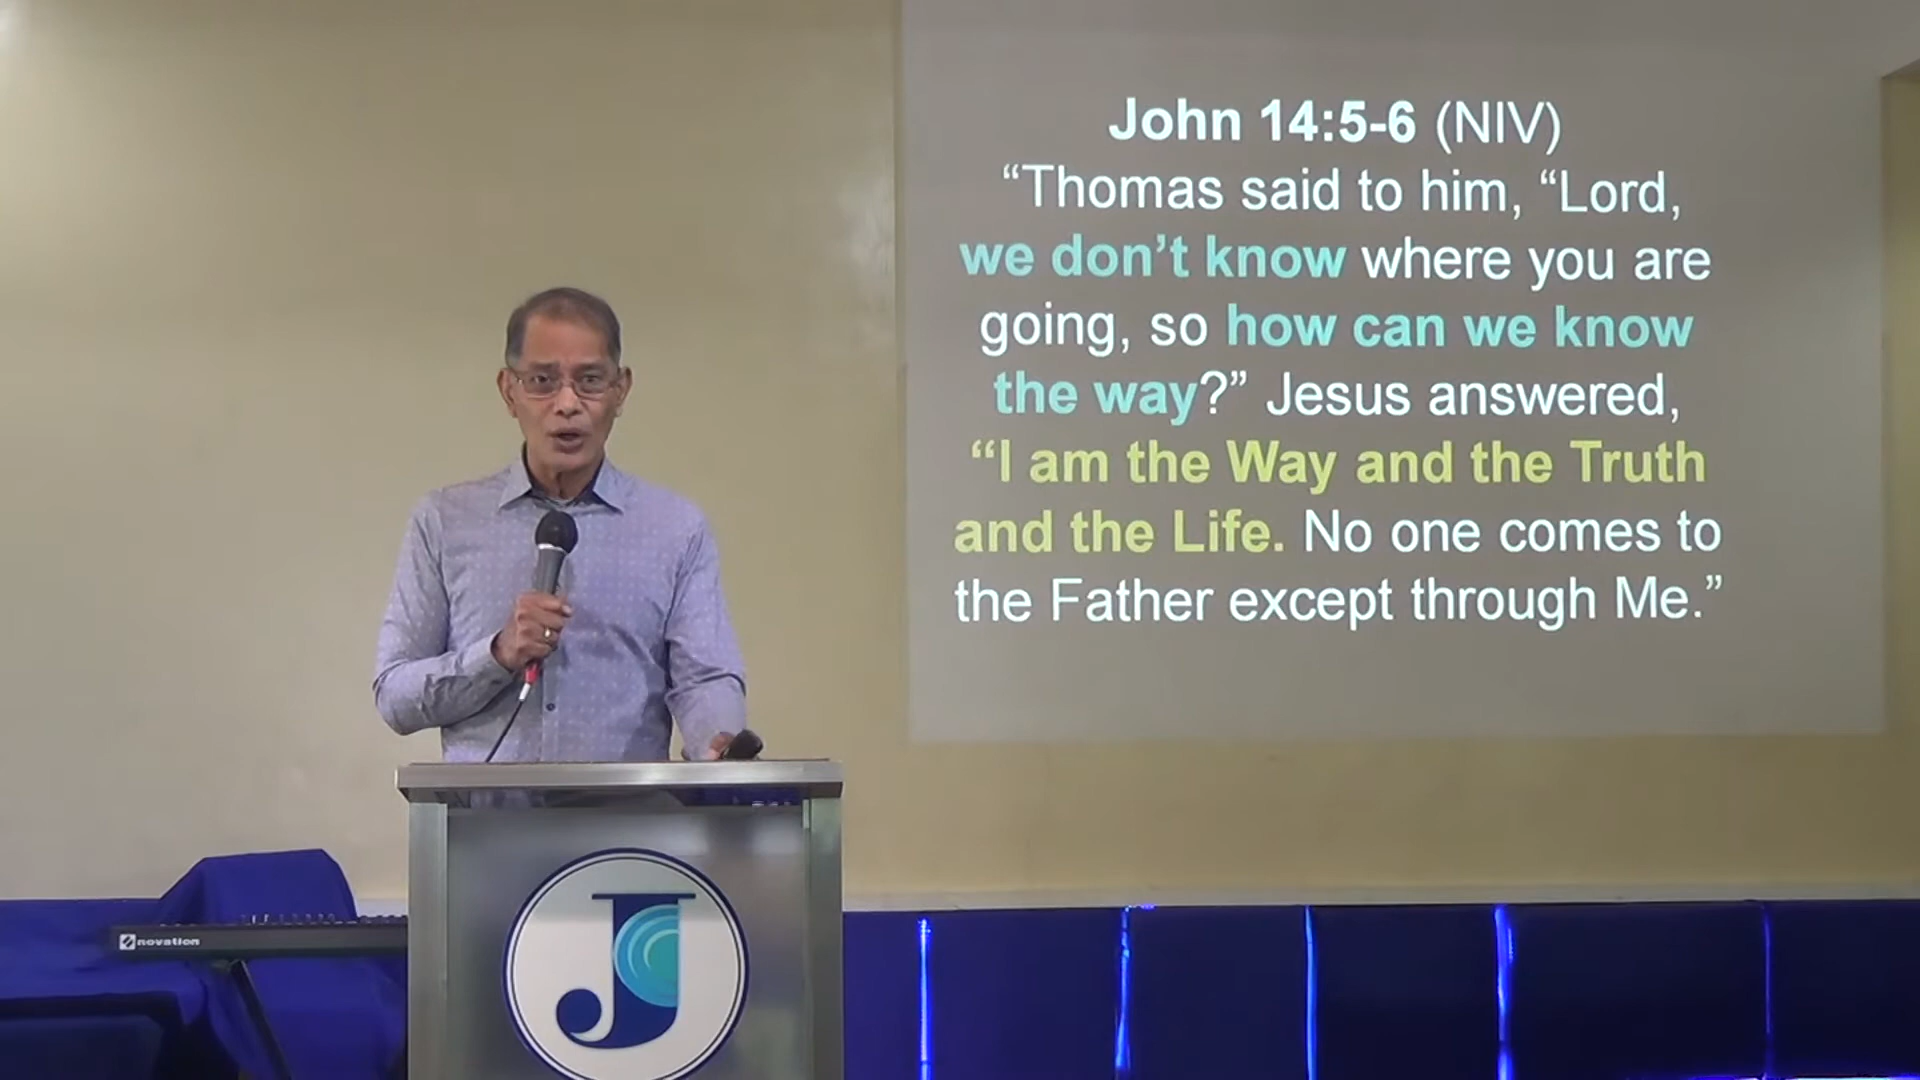 John 14:5-6 (NIV)
“Thomas said to him, “Lord,
we don’t know where you are
going, so how can we know
the way?” Jesus answered,
“I am the Way and the Truth
and the Life. No one comes to
the Father except through Me.”
novation
J